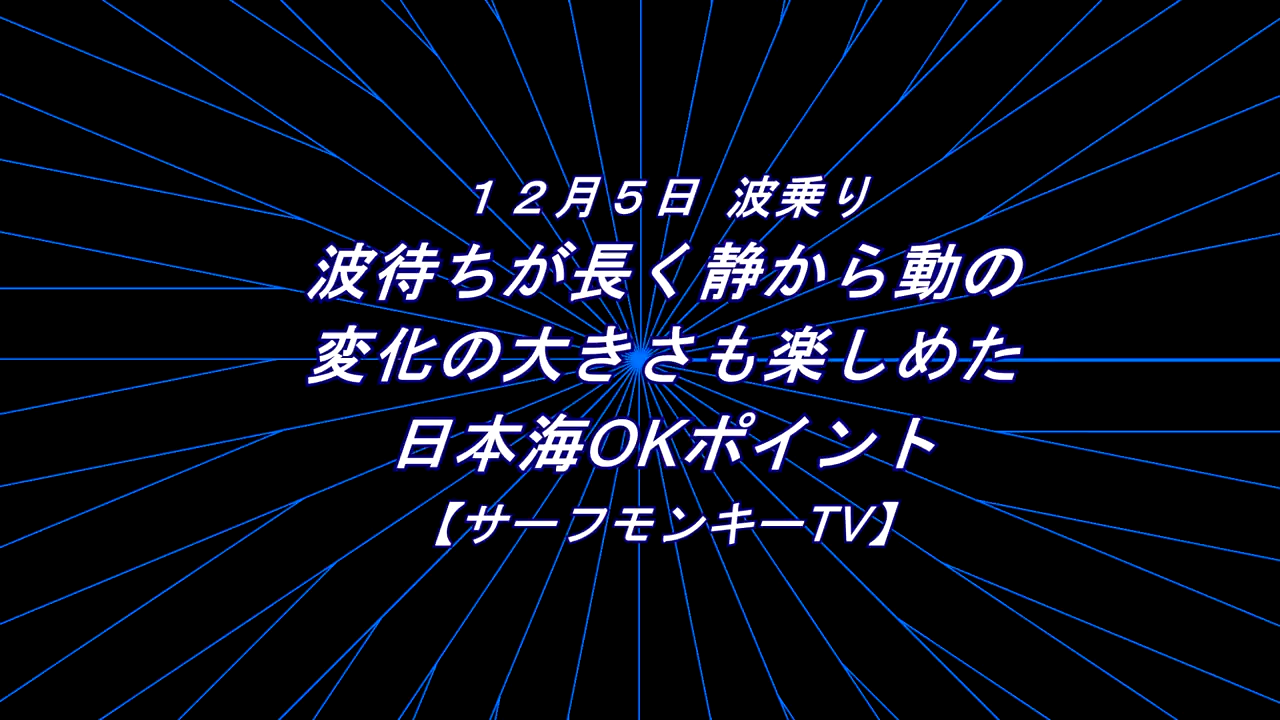 １２月５日 波乗り
波待ちが長く静から動の
変化の大きさも楽しめた
日本海OKポイント
【サーフモンキーTV】